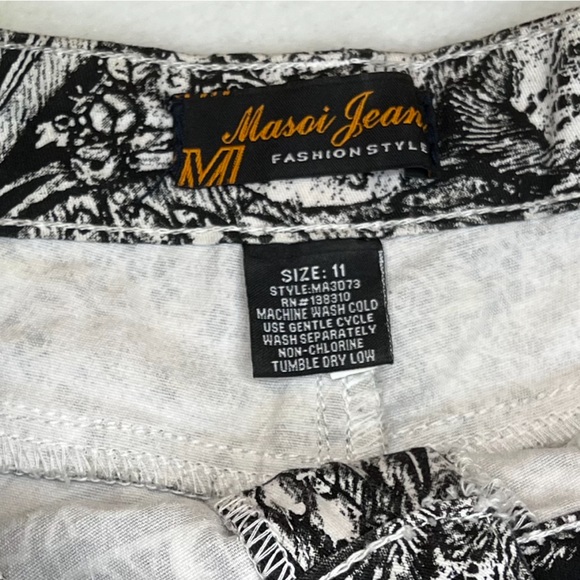 Masoi Jean
M
FASHION STYLE
SIZE: 11
STYLE:MA3073
RN#138310
MACHINE WASH COLD
USE GENTLE CYCLE
WASH SEPARATELY
NON-CHLORINE
TUMBLE DRY LOW